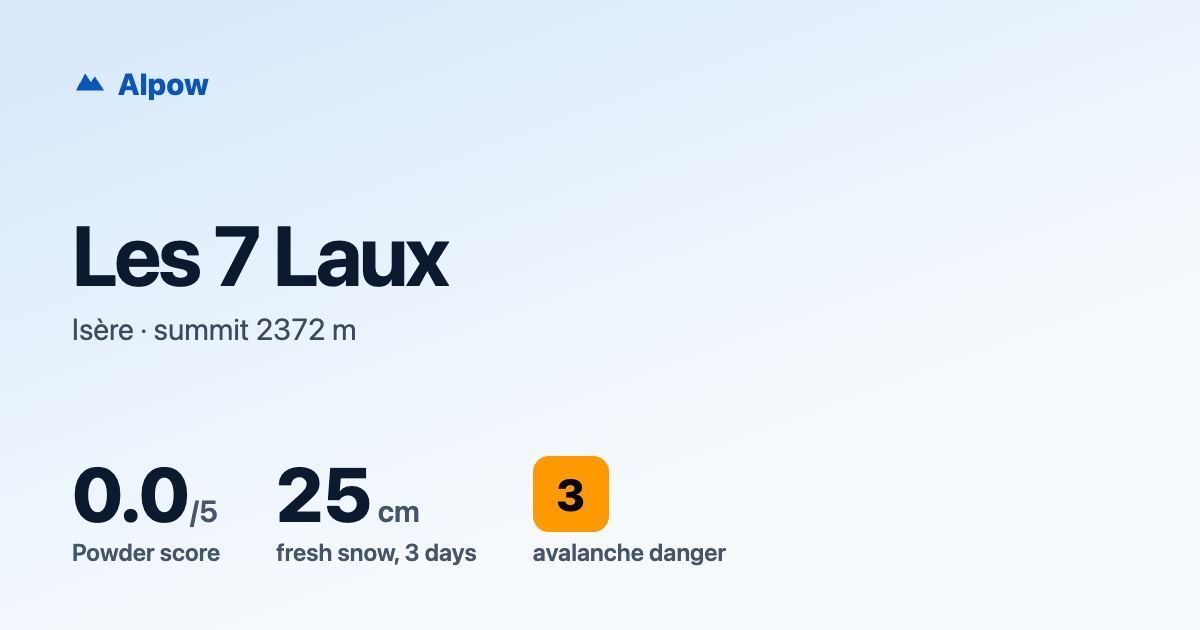 Alpow
Les 7 Laux
Isère · summit 2372 m
0.0/5
Powder score
25 cm
fresh snow, 3 days
3
avalanche danger